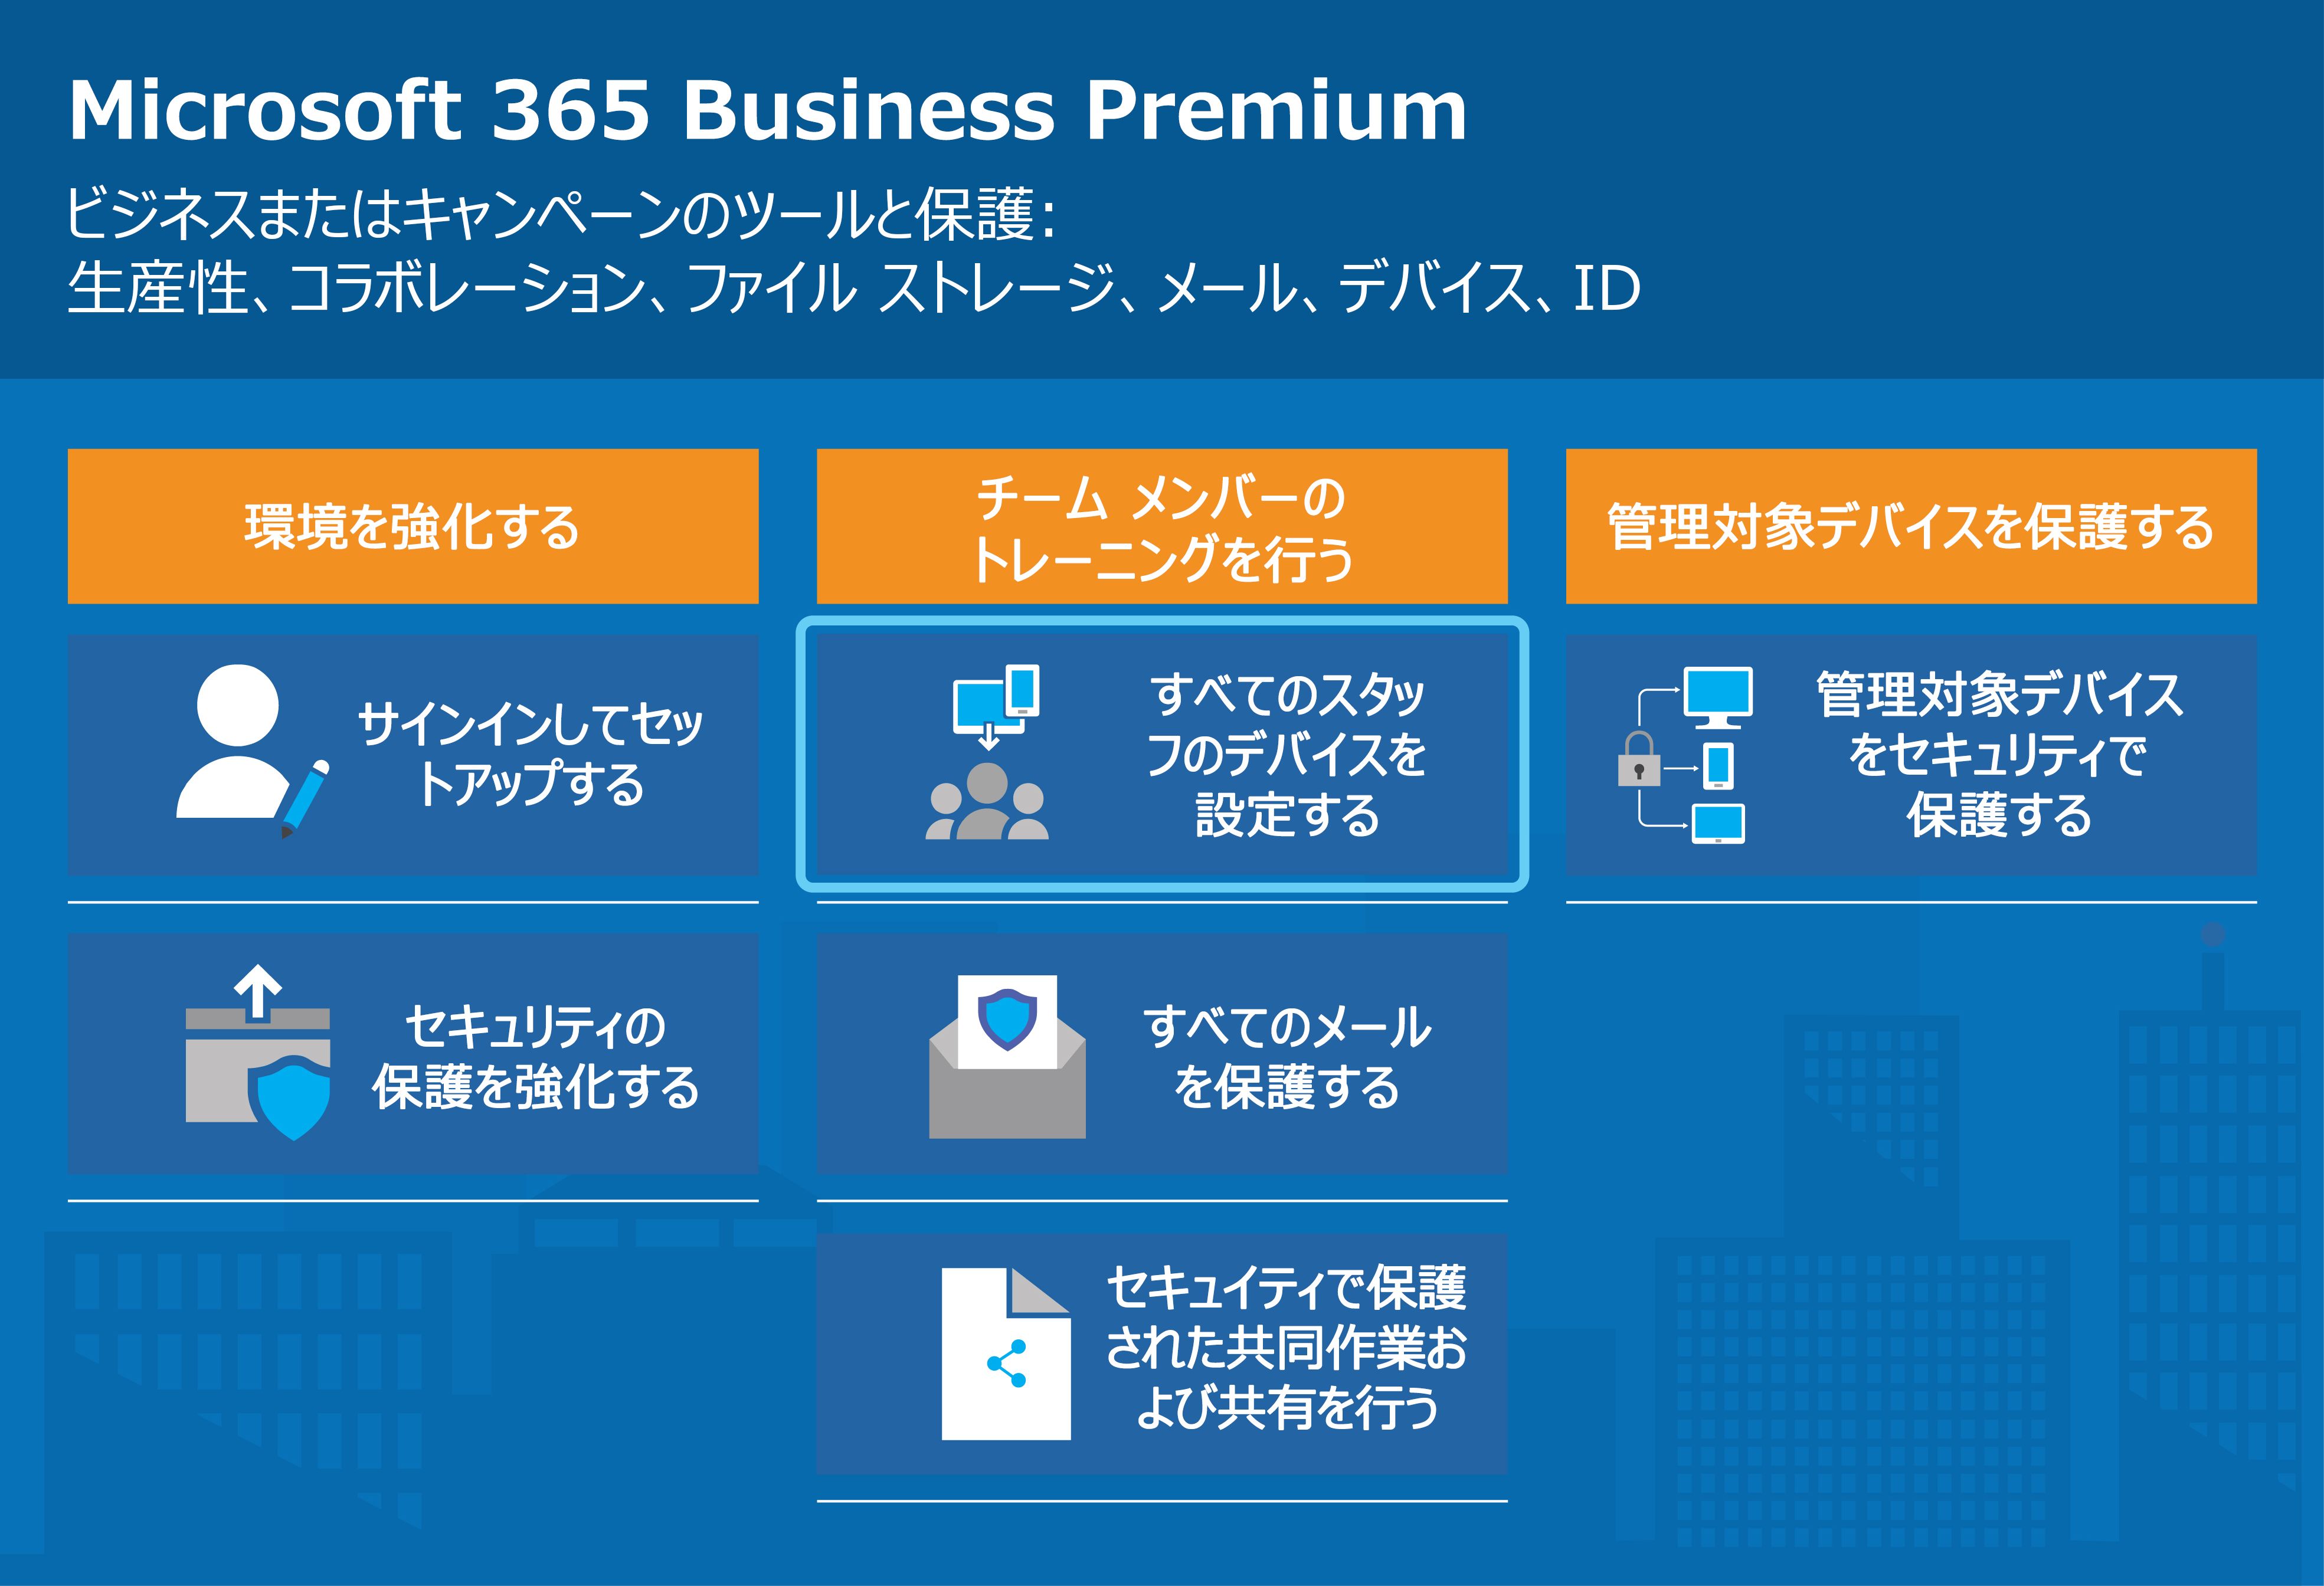 Microsoft 365 Business Premium
ビジネスまたはキャンペーンのツールと保護:
生産性、コラボレーション、ファイル ストレージ、メール、デバイス、ID
環境を強化する
チーム メンバーの
トレーニングを行う
管理対象デバイスを保護する
サインインしてセッ
トアップする
すべてのスタッ
フのデバイスを
設定する
管理対象デバイス
をセキュリティで
保護する
セキュリティの
保護を強化する
すべてのメール
を保護する
セキュイティで保護
された共同作業お
よび共有を行う